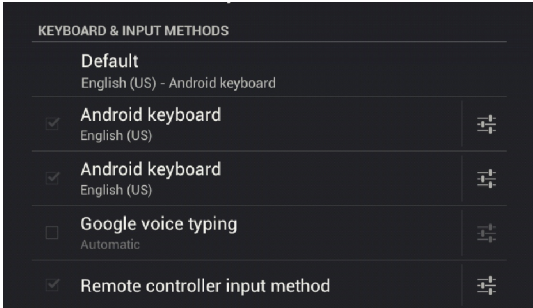 KEYBOARD & INPUT METHODS
Default
English (US) - Android keyboard
Android keyboard
English (US)
Android keyboard
English (US)
Google voice typing
Automatic
Remote controller input method